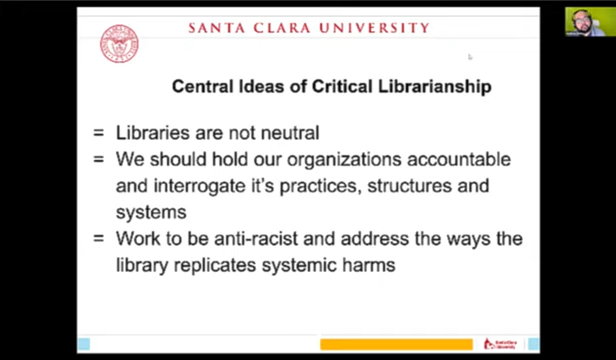 SANTA CLARA UNIVERSITY
Central Ideas of Critical Librarianship
= Libraries are not neutral
= We should hold our organizations accountable
and interrogate it's practices, structures and
systems
= Work to be anti-racist and address the ways the
library replicates systemic harms